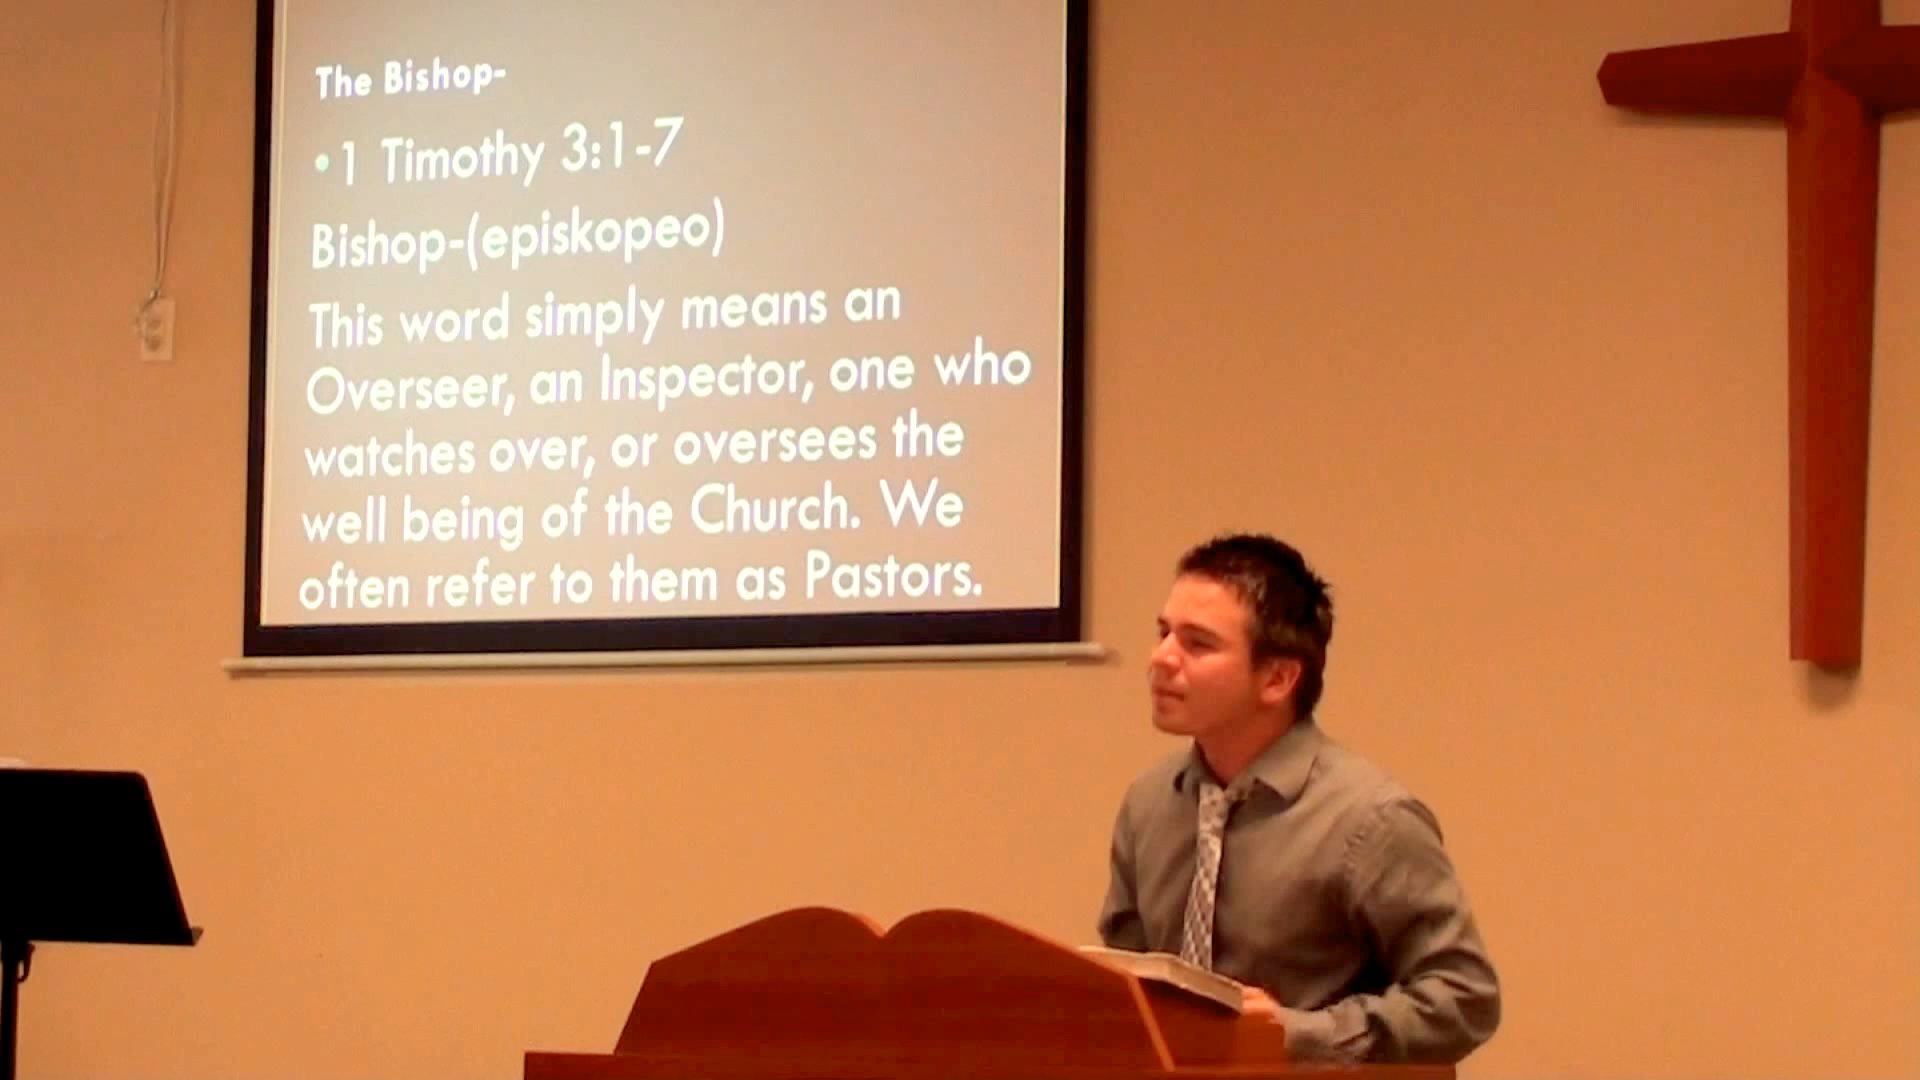 The Bishop-
• 1 Timothy 3:1-7
Bishop-(episkopeo)
This word simply means an
Overseer, an Inspector, one who
watches over, or oversees the
well being of the Church. We
often refer to them as Pastors.